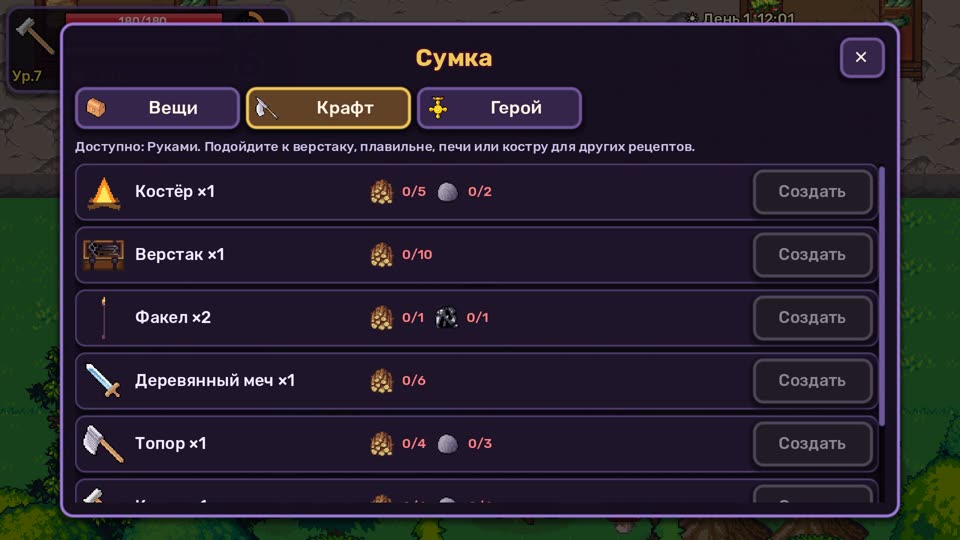 180/180
День 1 12:01
Сумка
×
Ур.7
Вещи
Крафт
Герой
Доступно: Руками. Подойдите к верстаку, плавильне, печи или костру для других рецептов.
Костёр ×1
0/5
0/2
Создать
Верстак ×1
0/10
Создать
Факел ×2
0/1
0/1
Создать
Деревянный меч ×1
0/6
Создать
Топор ×1
0/4
0/3
Создать